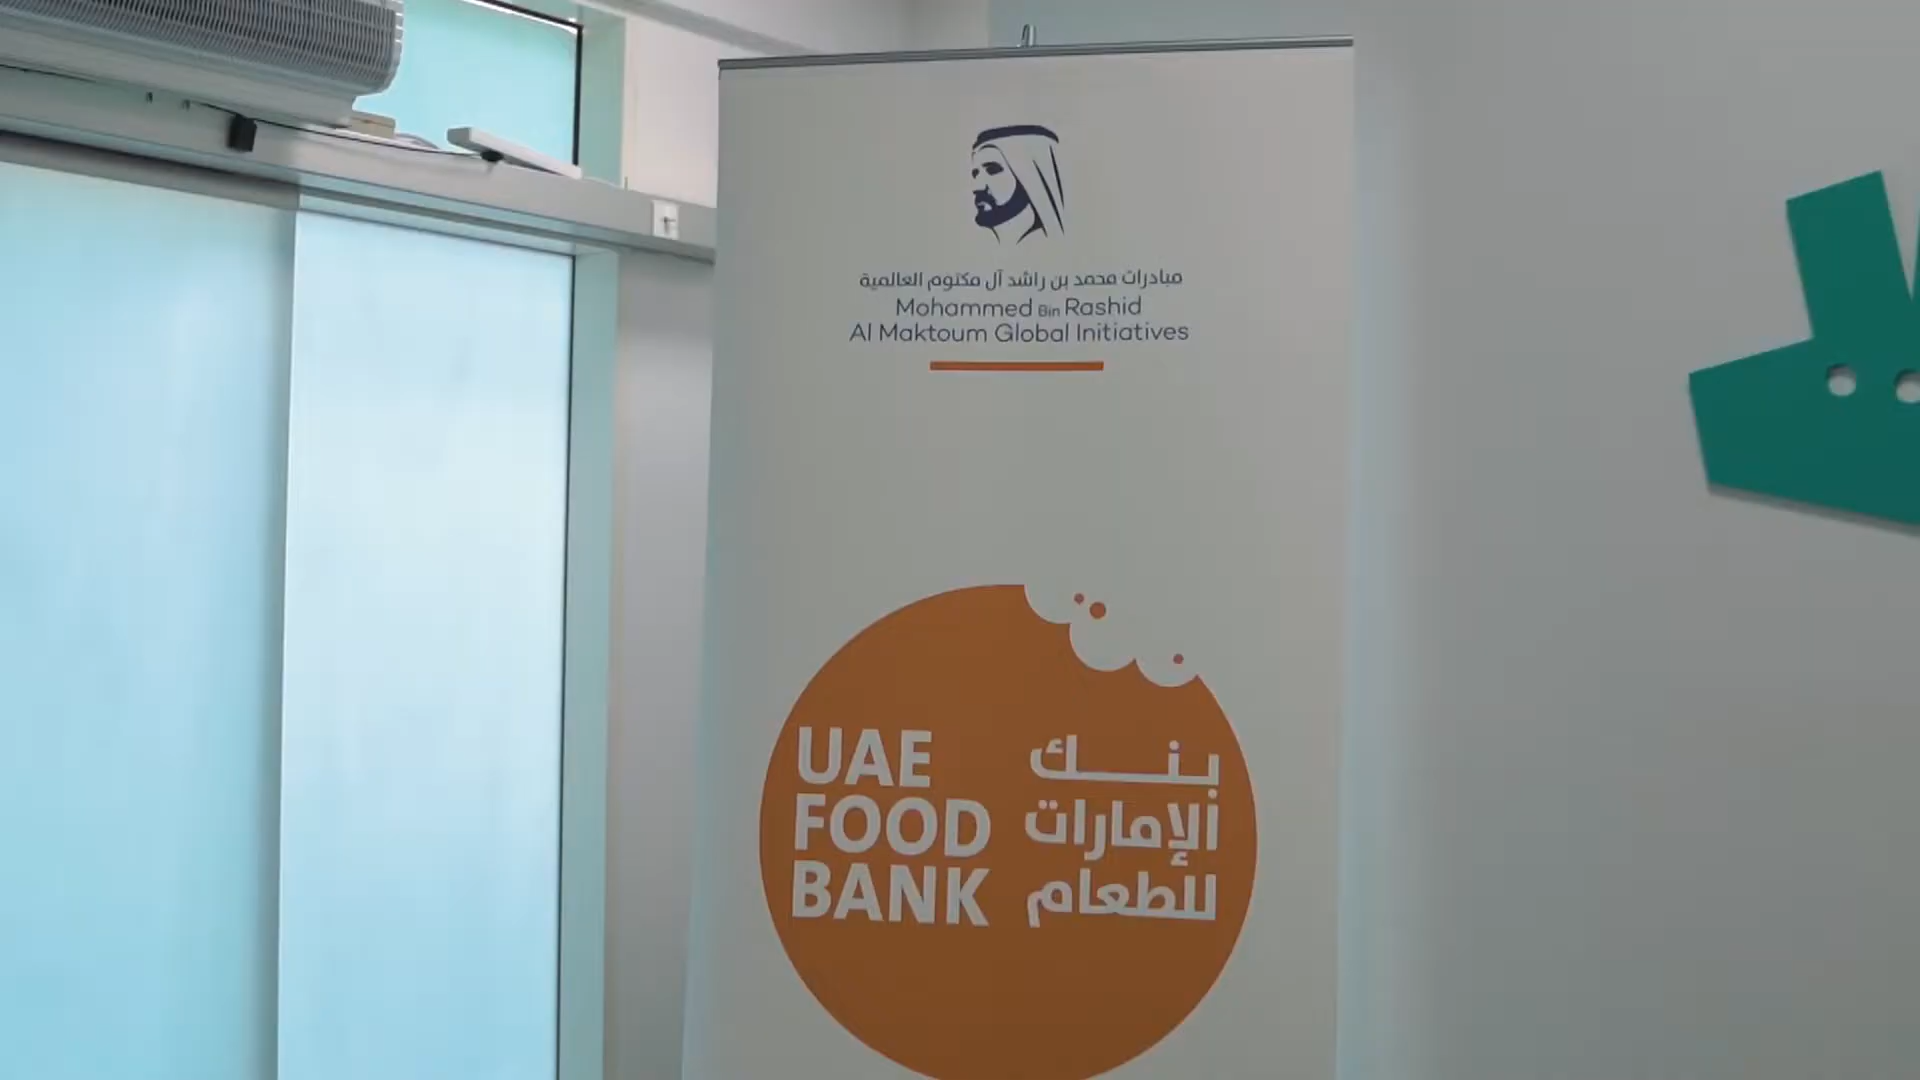 مبادرات محمد بن راشد آل مكتوم العالمية
Mohammed Bin Rashid
Al Maktoum Global Initiatives
UAE
FOOD
BANK
بنك
الإمارات
للطعام